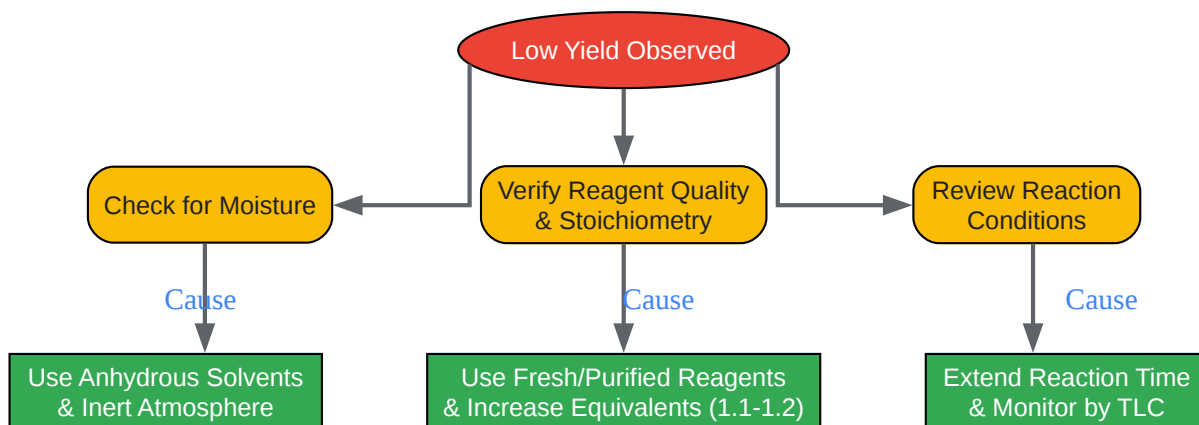 Low Yield Observed
Check for Moisture
Verify Reagent Quality
& Stoichiometry
Review Reaction
Conditions
Cause
Cause
Cause
Use Anhydrous Solvents
& Inert Atmosphere
Use Fresh/Purified Reagents
& Increase Equivalents (1.1-1.2)
Extend Reaction Time
& Monitor by TLC